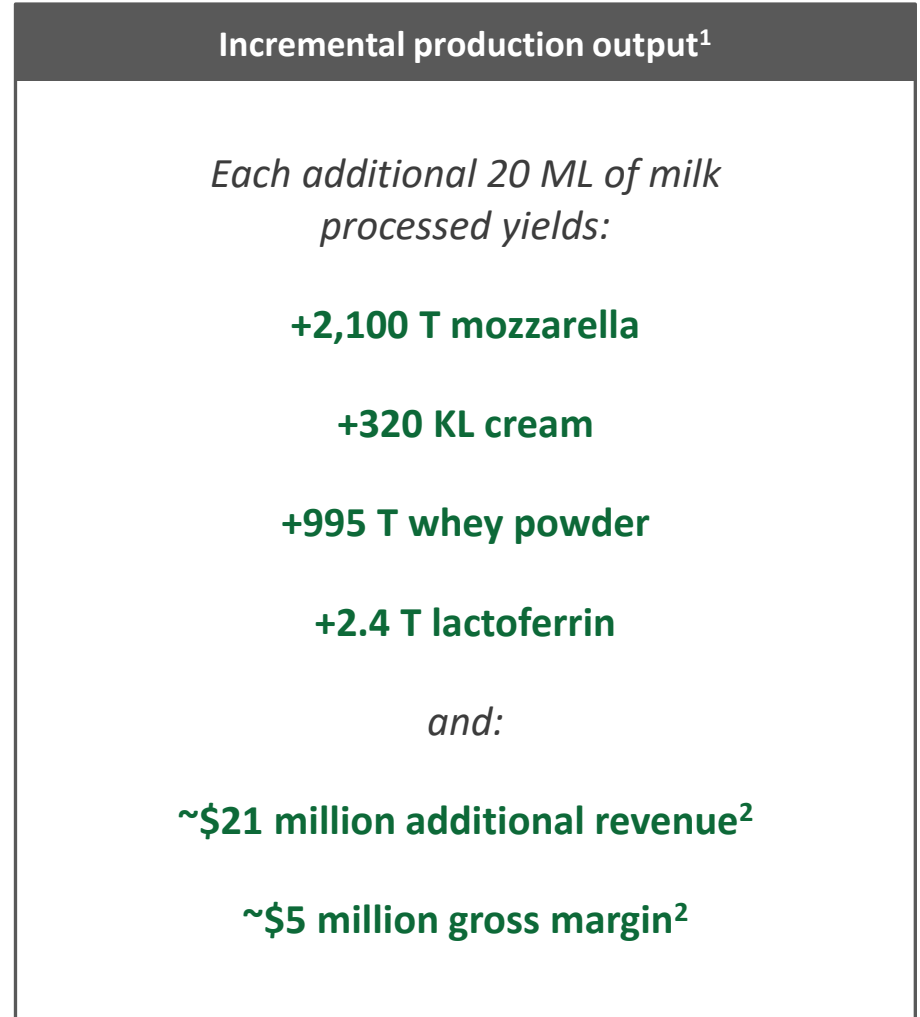 Incremental production output¹
Each additional 20 ML of milk
processed yields:
+2,100 T mozzarella
+320 KL cream
+995 T whey powder
+2.4 T lactoferrin
and:
~$21 million additional revenue²
~$5 million gross margin²